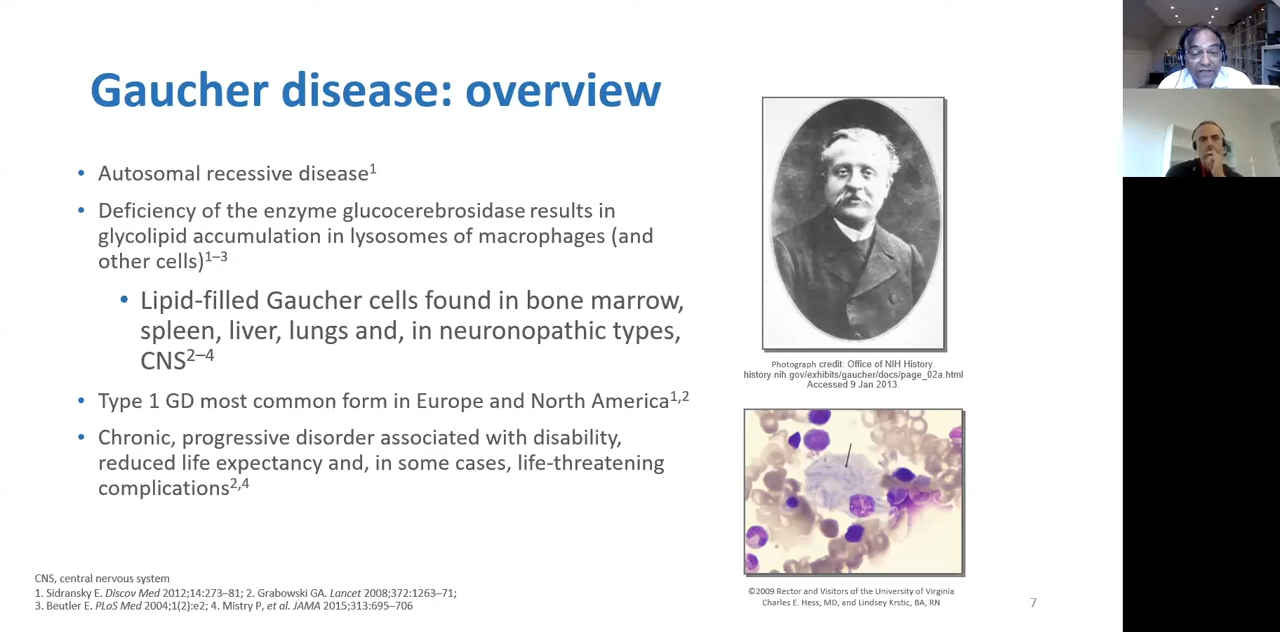 Gaucher disease: overview
• Autosomal recessive disease1
• Deficiency of the enzyme glucocerebrosidase results in
glycolipid accumulation in lysosomes of macrophages (and
other cells)1–3
• Lipid-filled Gaucher cells found in bone marrow,
spleen, liver, lungs and, in neuronopathic types,
CNS2–4
• Type 1 GD most common form in Europe and North America1,2
• Chronic, progressive disorder associated with disability,
reduced life expectancy and, in some cases, life-threatening
complications2,4
Photograph credit: Office of NIH History.
history.nih.gov/exhibits/gaucher/docs/page_02a.html
Accessed 9 Jan 2013.
©2009 Rector and Visitors of the University of Virginia
Charles E. Hess, MD, and Lindsey Krstic, BA, RN
CNS, central nervous system
1. Sidransky E. Discov Med 2012;14:273–81; 2. Grabowski GA. Lancet 2008;372:1263–71;
3. Beutler E. PLoS Med 2004;1(2):e2; 4. Mistry P, et al. JAMA 2015;313:695–706
7